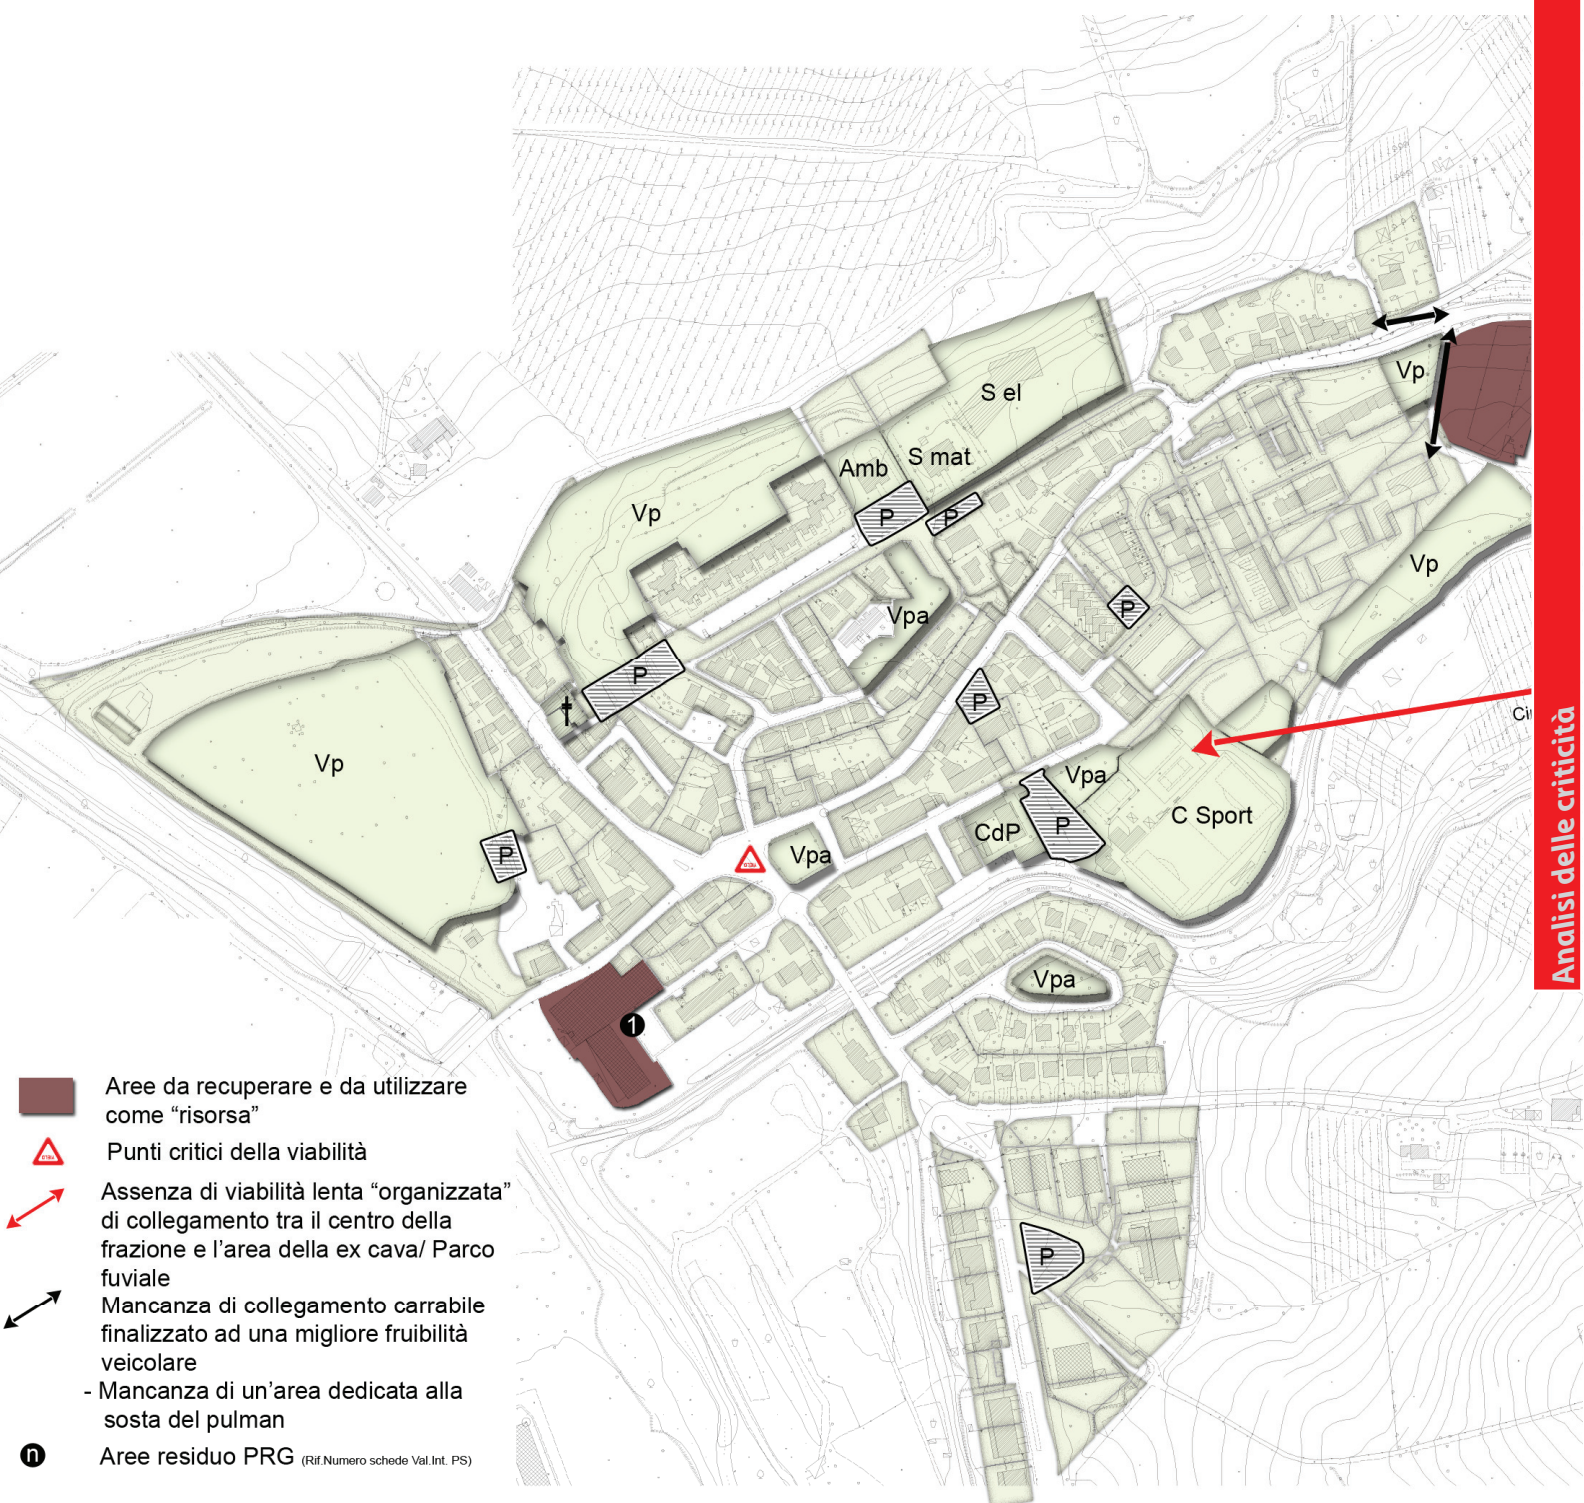 S el
Vp
S mat
Amb
P
P
Vp
Vp
P
Vpa
P
P
Ci
Vp
Vpa
C Sport
P
CdP
P
Vpa
Vpa
1
P
Analisi delle criticità
Aree da recuperare e da utilizzare
come “risorsa”
Punti critici della viabilità
Assenza di viabilità lenta “organizzata”
di collegamento tra il centro della
frazione e l’area della ex cava/ Parco
fuviale
Mancanza di collegamento carrabile
finalizzato ad una migliore fruibilità
veicolare
- Mancanza di un’area dedicata alla
sosta del pulman
n Aree residuo PRG (Rif.Numero schede Val.Int. PS)